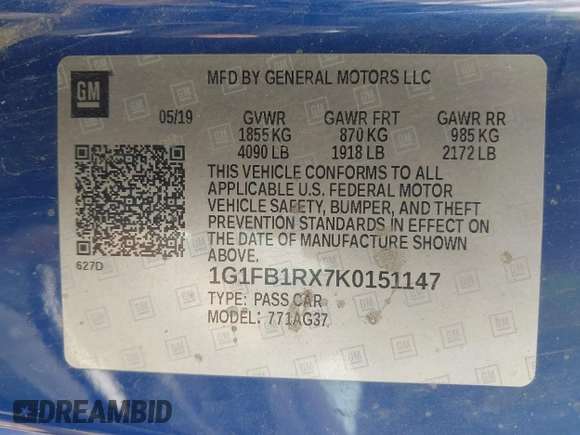 GM
MFD BY GENERAL MOTORS LLC
05/19 GVWR GAWR FRT GAWR RR
1855 KG 870 KG 985 KG
4090 LB 1918 LB 2172 LB
THIS VEHICLE CONFORMS TO ALL
APPLICABLE U.S. FEDERAL MOTOR
VEHICLE SAFETY, BUMPER, AND THEFT
PREVENTION STANDARDS IN EFFECT ON
THE DATE OF MANUFACTURE SHOWN
ABOVE.
627D
1G1FB1RX7K0151147
TYPE: PASS CAR
MODEL: 771AG37
DREAMBID